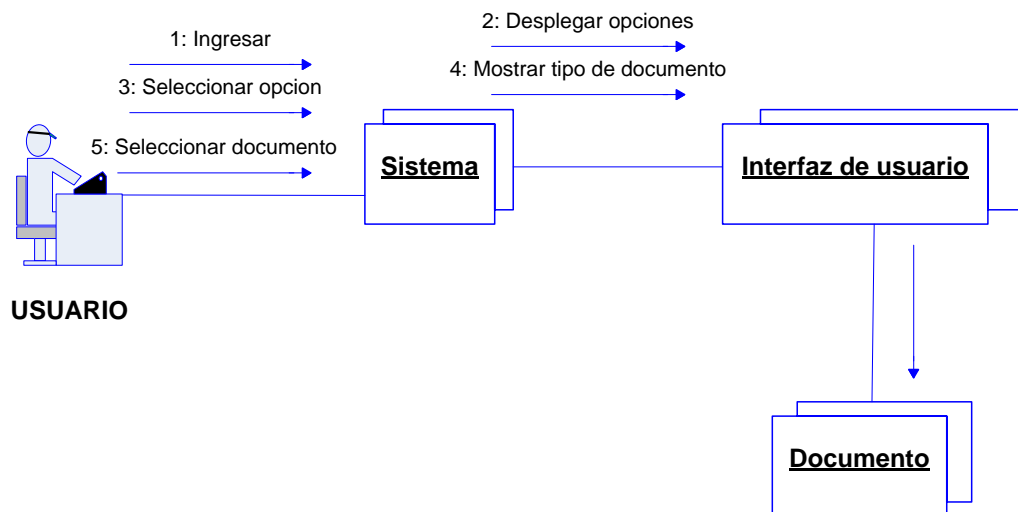 1: Ingresar
2: Desplegar opciones
3: Seleccionar opcion
4: Mostrar tipo de documento
5: Seleccionar documento
Sistema
Interfaz de usuario
USUARIO
Documento